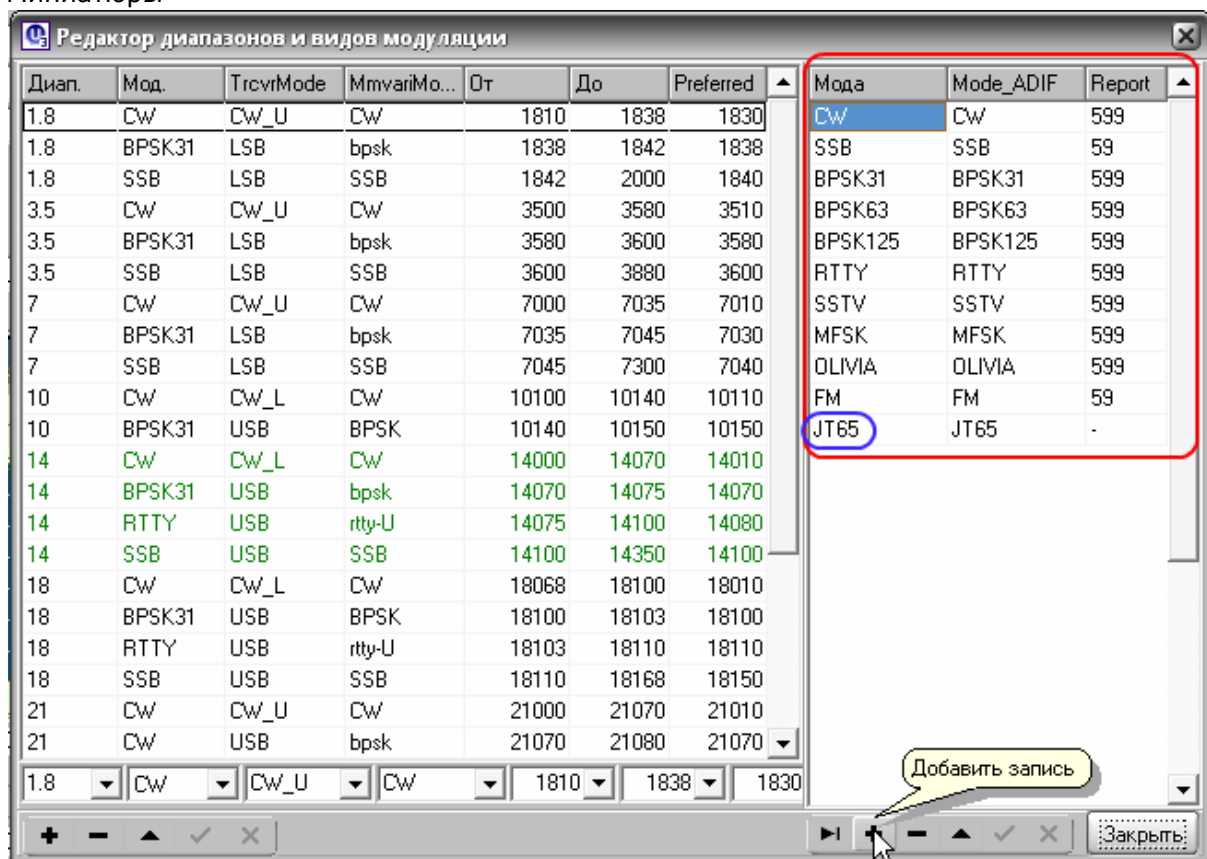 Миниатюры
Редактор диапазонов и видов модуляции
Диап. Мод. TrcvrMode MmvariMo... От До Preferred
1.8 CW CW_U CW 1810 1838 1830
1.8 BPSK31 LSB bpsk 1838 1842 1838
1.8 SSB LSB SSB 1842 2000 1840
3.5 CW CW_U CW 3500 3580 3510
3.5 BPSK31 LSB bpsk 3580 3600 3580
3.5 SSB LSB SSB 3600 3880 3600
7 CW CW_U CW 7000 7035 7010
7 BPSK31 LSB bpsk 7035 7045 7030
7 SSB LSB SSB 7045 7300 7040
10 CW CW_L CW 10100 10140 10110
10 BPSK31 USB BPSK 10140 10150 10150
14 CW CW_L CW 14000 14070 14010
14 BPSK31 USB bpsk 14070 14075 14070
14 RTTY USB rtty-U 14075 14100 14080
14 SSB USB SSB 14100 14350 14100
18 CW CW_L CW 18068 18100 18010
18 BPSK31 USB BPSK 18100 18103 18100
18 RTTY USB rtty-U 18103 18110 18110
18 SSB USB SSB 18110 18168 18150
21 CW CW_U CW 21000 21070 21010
21 CW USB bpsk 21070 21080 21070
1.8 CW CW_U CW 1810 1838 1830
Мода Mode_ADIF Report
CW CW 599
SSB SSB 59
BPSK31 BPSK31 599
BPSK63 BPSK63 599
BPSK125 BPSK125 599
RTTY RTTY 599
SSTV SSTV 599
MFSK MFSK 599
OLIVIA OLIVIA 599
FM FM 59
JT65 JT65 -
Добавить запись
Закрыть